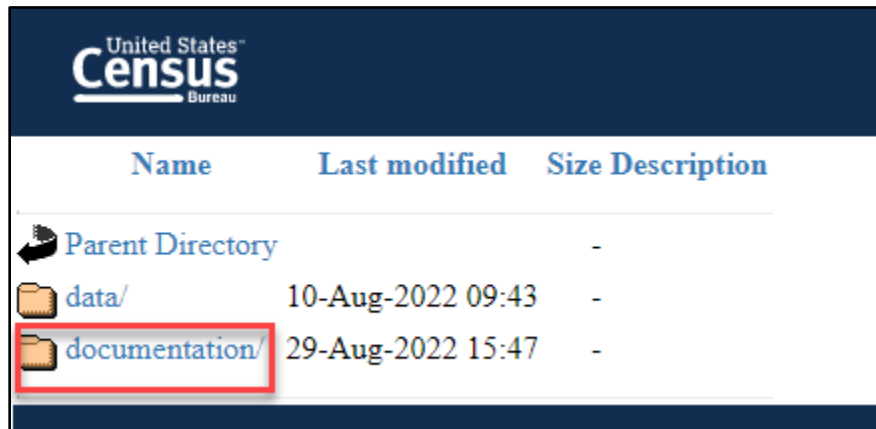 United States™
Census
Bureau
Name Last modified Size Description
Parent Directory -
data/ 10-Aug-2022 09:43 -
documentation/ 29-Aug-2022 15:47 -